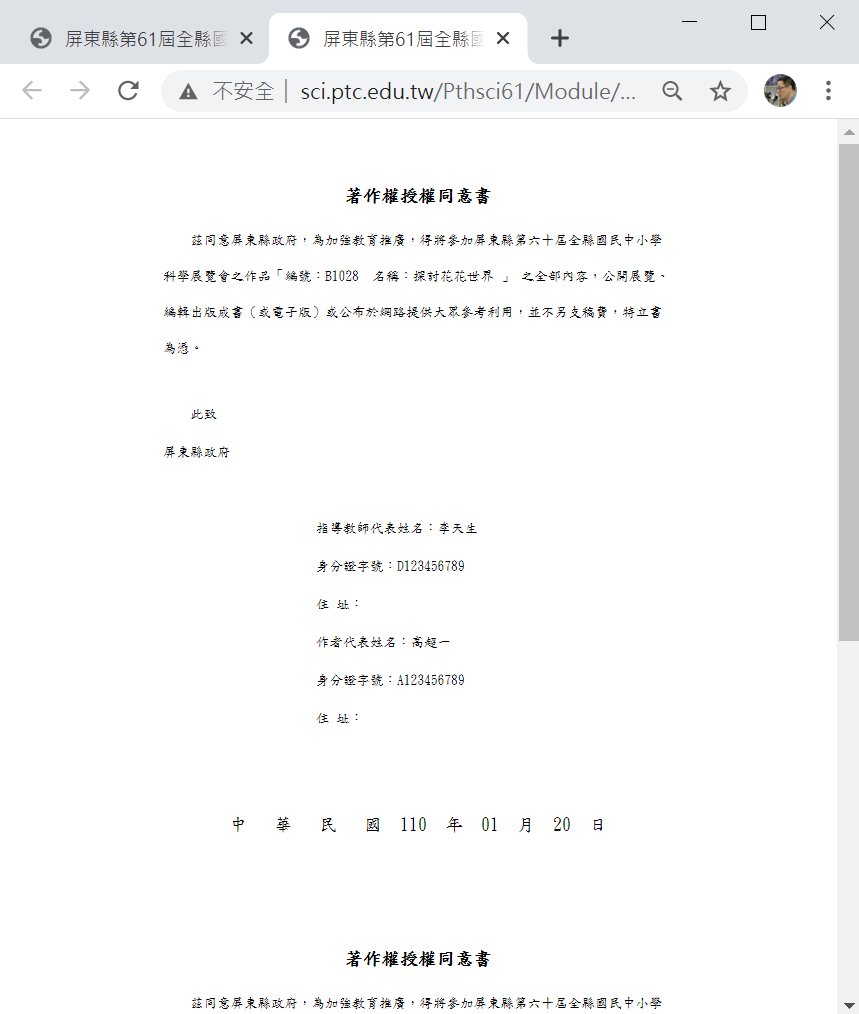 屏東縣第61屆全縣國
屏東縣第61屆全縣國
不安全 | sci.ptc.edu.tw/Pthsci61/Module/...
著作權授權同意書
茲同意屏東縣政府，為加強教育推廣，得將參加屏東縣第六十屆全縣國民中小學
科學展覽會之作品「編號：B1028 名稱：探討花花世界 」 之全部內容，公開展覽、
編輯出版成書（或電子版）或公布於網路提供大眾參考利用，並不另支稿費，特立書
為憑。
此致
屏東縣政府
指導教師代表姓名：李天生
身分證字號：D123456789
住 址：
作者代表姓名：高超一
身分證字號：A123456789
住 址：
中 華 民 國 110 年 01 月 20 日
著作權授權同意書
茲同意屏東縣政府，為加強教育推廣，得將參加屏東縣第六十屆全縣國民中小學